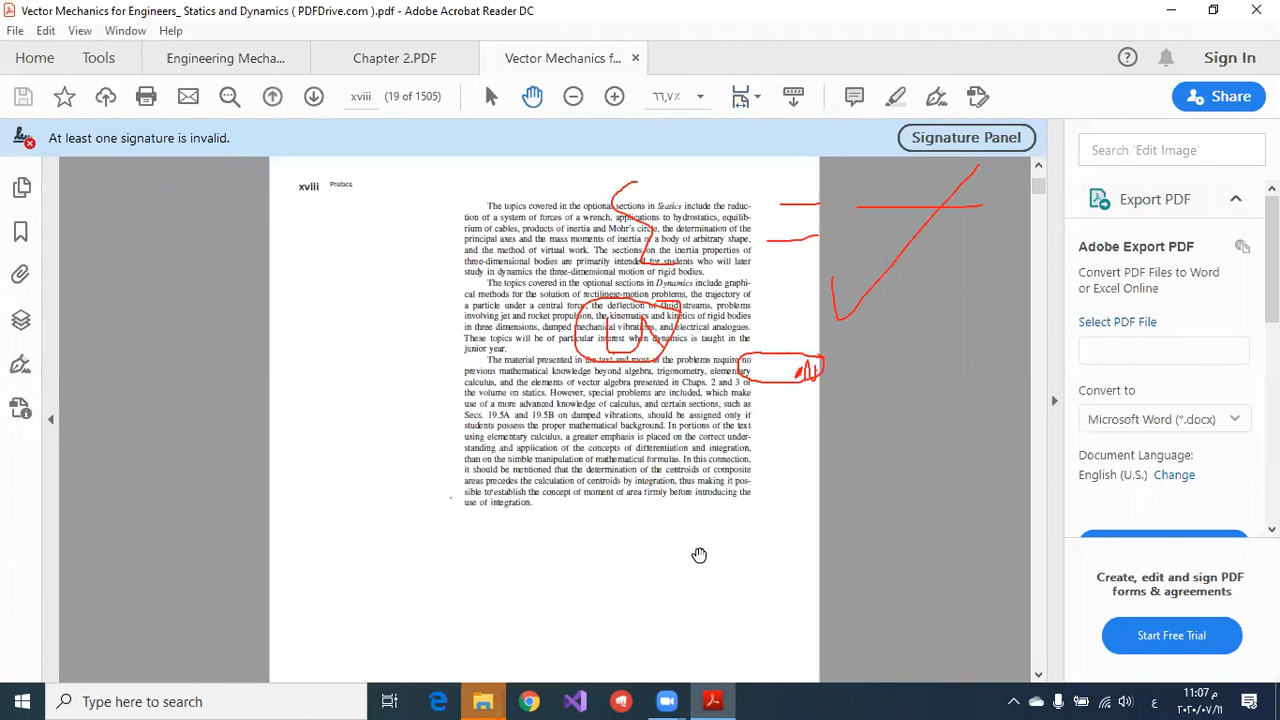 Vector Mechanics for Engineers_ Statics and Dynamics ( PDFDrive.com ).pdf - Adobe Acrobat Reader DC
File Edit View Window Help
Home Tools Engineering Mecha... Chapter 2.PDF Vector Mechanics f... ×
Sign In
xviii (19 of 1505) ٦٦,٧٪ Share
At least one signature is invalid. Signature Panel
xviii Preface
The topics covered in the optional sections in Statics include the reduc-
tion of a system of forces of a wrench, applications to hydrostatics, equilib-
rium of cables, products of inertia and Mohr's circle, the determination of the
principal axes and the mass moments of inertia of a body of arbitrary shape,
and the method of virtual work. The sections on the inertia properties of
three-dimensional bodies are primarily intended for students who will later
study in dynamics the three-dimensional motion of rigid bodies.
The topics covered in the optional sections in Dynamics include graphi-
cal methods for the solution of rectilinear-motion problems, the trajectory of
a particle under a central force, the deflection of fluid streams, problems
involving jet and rocket propulsion, the kinematics and kinetics of rigid bodies
in three dimensions, damped mechanical vibrations, and electrical analogues.
These topics will be of particular interest when dynamics is taught in the
junior year.
The material presented in the text and most of the problems require no
previous mathematical knowledge beyond algebra, trigonometry, elementary
calculus, and the elements of vector algebra presented in Chaps. 2 and 3 of
the volume on statics. However, special problems are included, which make
use of a more advanced knowledge of calculus, and certain sections, such as
Secs. 19.5A and 19.5B on damped vibrations, should be assigned only if
students possess the proper mathematical background. In portions of the text
using elementary calculus, a greater emphasis is placed on the correct under-
standing and application of the concepts of differentiation and integration,
than on the nimble manipulation of mathematical formulas. In this connection,
it should be mentioned that the determination of the centroids of composite
areas precedes the calculation of centroids by integration, thus making it pos-
sible to establish the concept of moment of area firmly before introducing the
use of integration.
Search 'Edit Image'
Export PDF
Adobe Export PDF
Convert PDF Files to Word
or Excel Online
Select PDF File
Convert to
Microsoft Word (*.docx)
Document Language:
English (U.S.) Change
Create, edit and sign PDF
forms & agreements
Start Free Trial
Type here to search
ع
11:07 م